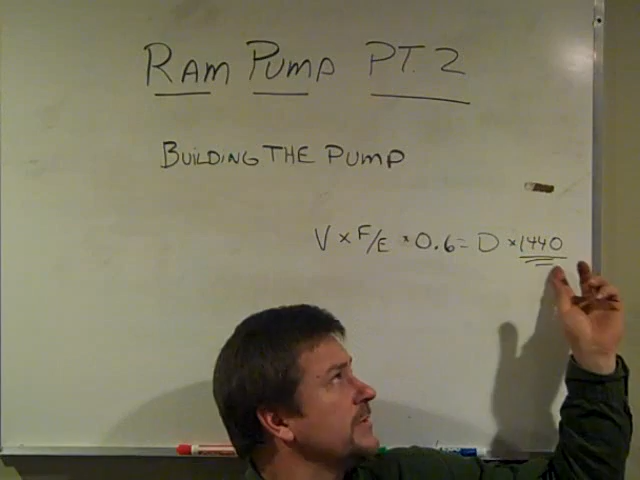 RAM PUMP PT. 2
BUILDING THE PUMP
V × F/E × 0.6 = D × 1440